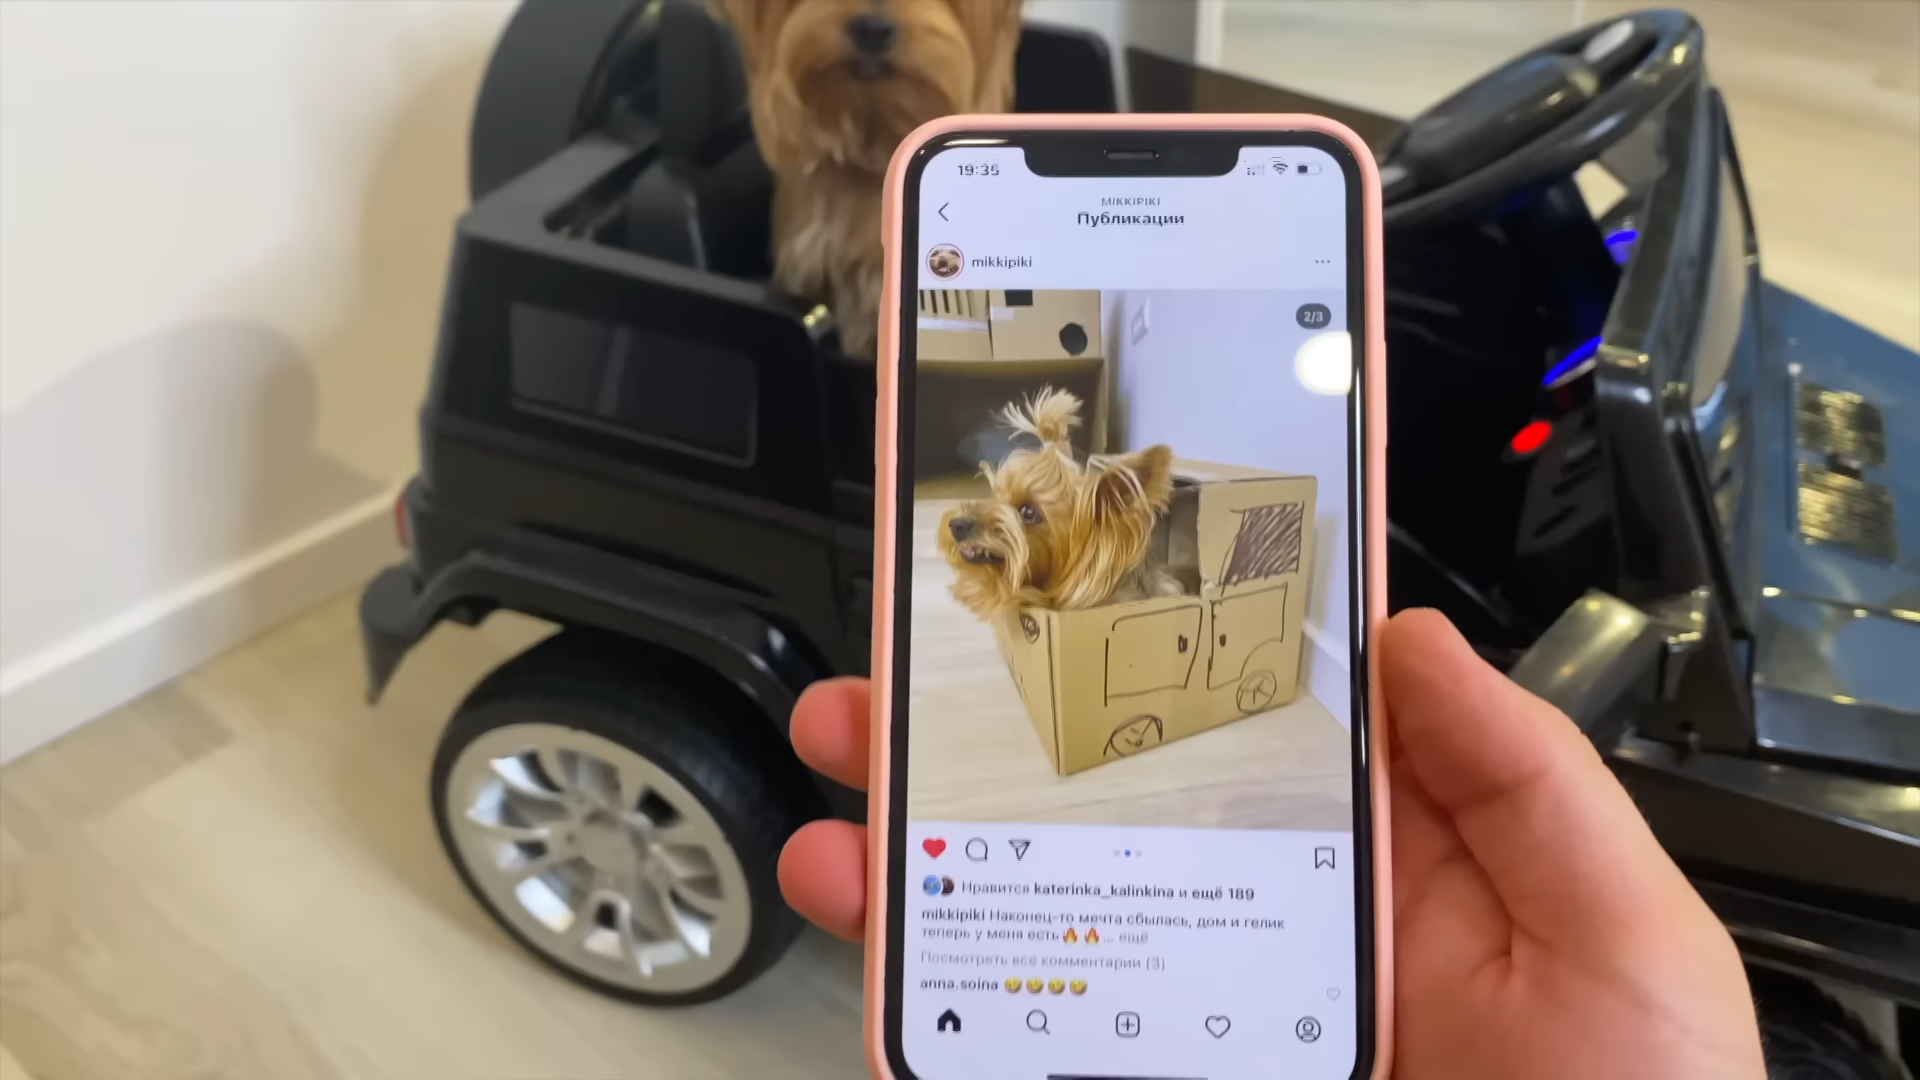 19:35
MIKKIPIKI
Публикации
mikkipiki
2/3
Нравится katerinka_kalinkina и ещё 189
mikkipiki Наконец-то мечта сбылась, дом и гелик
теперь у меня есть🔥🔥... ещё
Посмотреть все комментарии (3)
anna.soina 🤣🤣🤣🤣